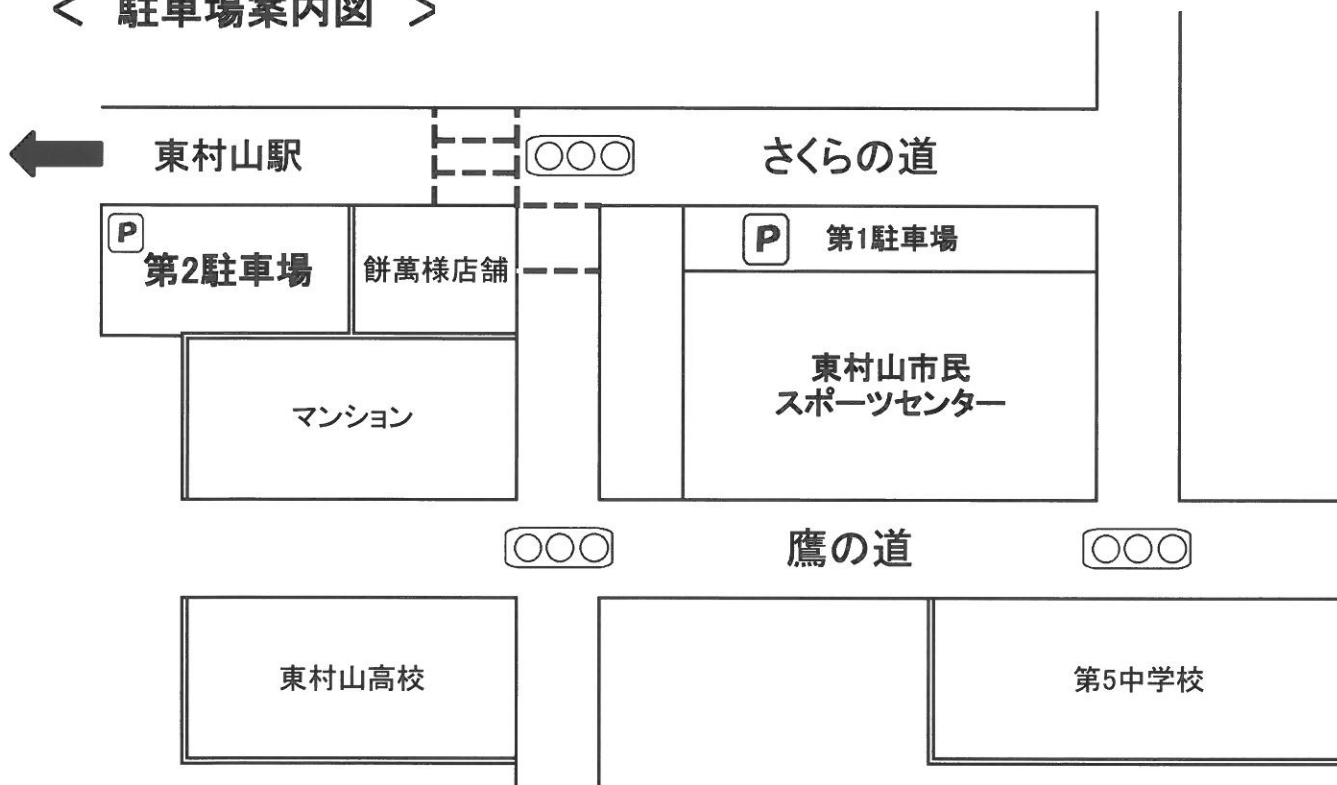 ＜ 駐車場案内図 ＞
東村山駅
さくらの道
P
第2駐車場
餅萬様店舗
P
第1駐車場
東村山市民
スポーツセンター
マンション
鷹の道
東村山高校
第5中学校